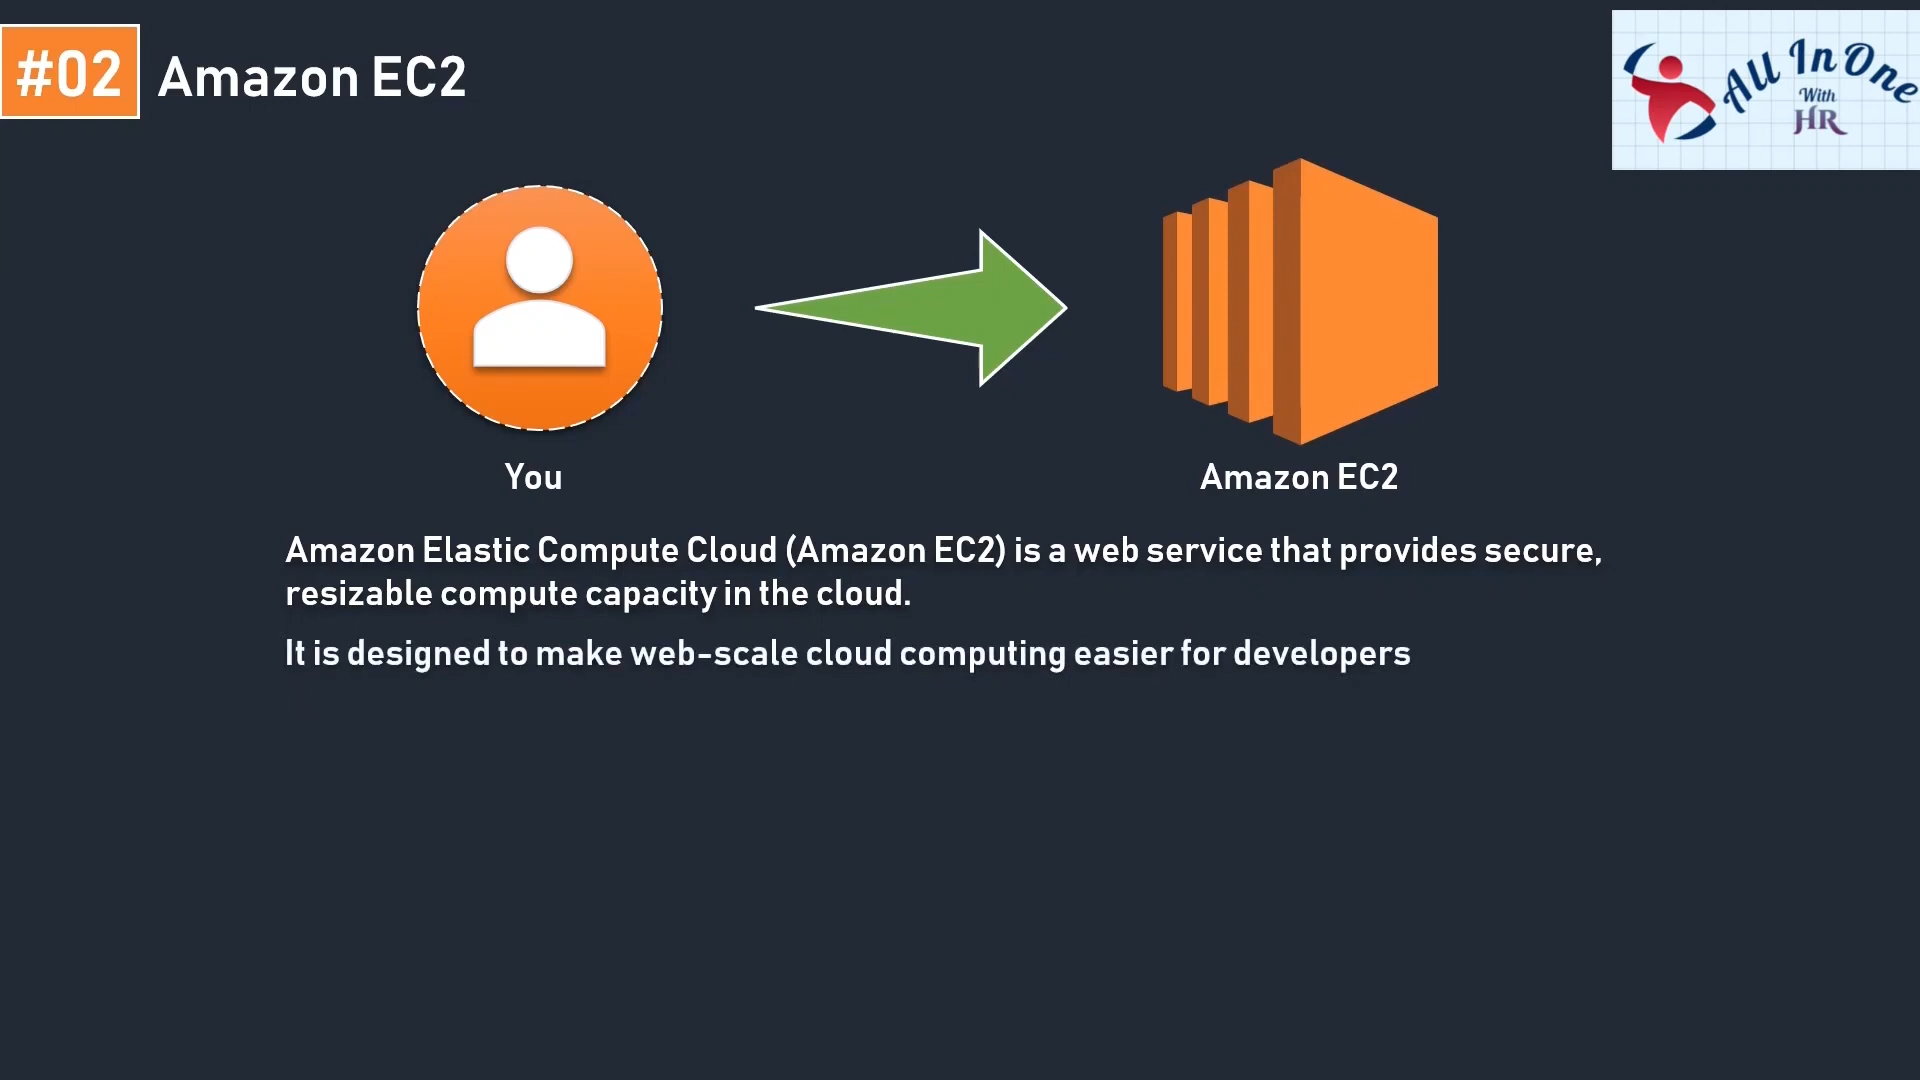 #02 Amazon EC2
All In One
With
HR
You
Amazon EC2
Amazon Elastic Compute Cloud (Amazon EC2) is a web service that provides secure,
resizable compute capacity in the cloud.
It is designed to make web-scale cloud computing easier for developers